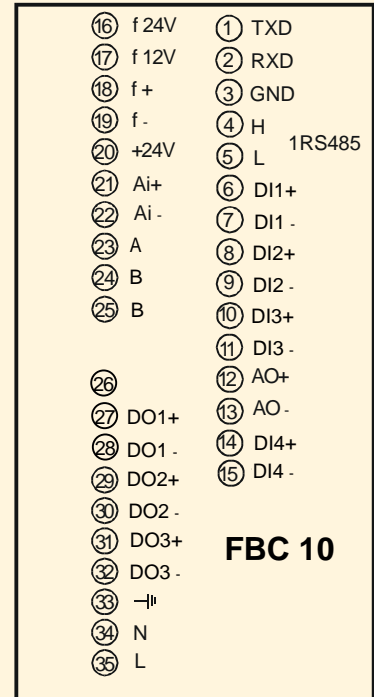 16 f 24V
17 f 12V
18 f +
19 f -
20 +24V
21 Ai+
22 Ai -
23 A
24 B
25 B
26
27 DO1+
28 DO1 -
29 DO2+
30 DO2 -
31 DO3+
32 DO3 -
33
34 N
35 L
1 TXD
2 RXD
3 GND
4 H
1RS485
5 L
6 DI1+
7 DI1 -
8 DI2+
9 DI2 -
10 DI3+
11 DI3 -
12 AO+
13 AO -
14 DI4+
15 DI4 -
FBC 10